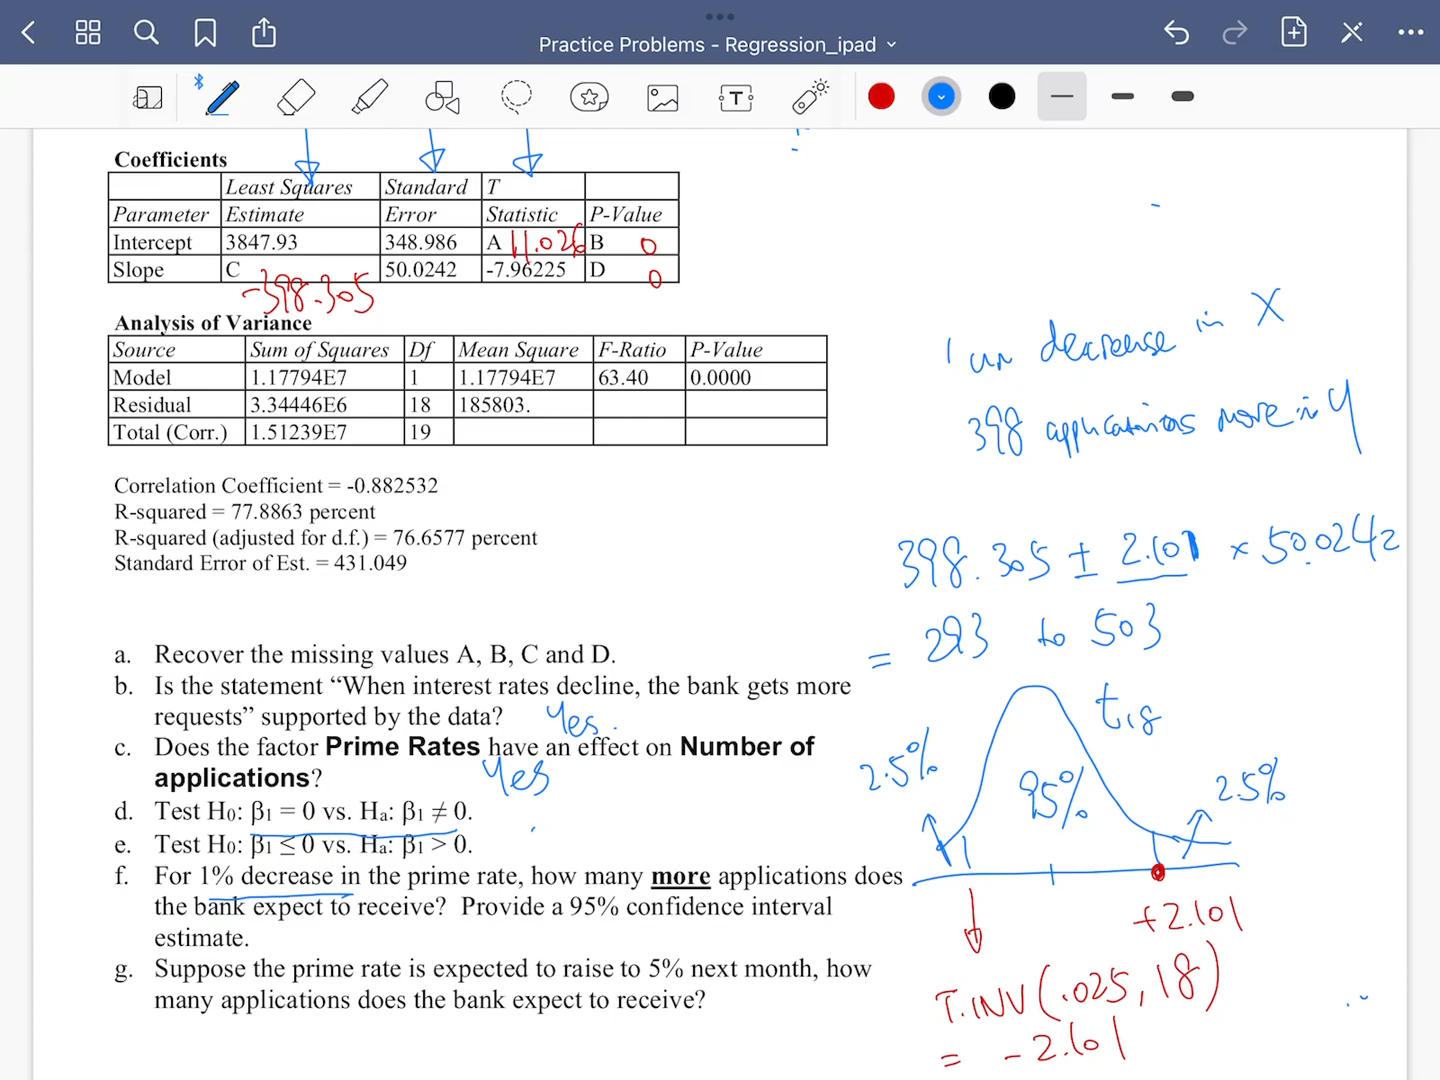 Practice Problems - Regression_ipad
T
Coefficients
Least Squares Standard T
Parameter Estimate Error Statistic P-Value
Intercept 3847.93 348.986 A 11.026 B 0
Slope C -398.305 50.0242 -7.96225 D 0
Analysis of Variance
Source Sum of Squares Df Mean Square F-Ratio P-Value
Model 1.17794E7 1 1.17794E7 63.40 0.0000
Residual 3.34446E6 18 185803.
Total (Corr.) 1.51239E7 19
Correlation Coefficient = -0.882532
R-squared = 77.8863 percent
R-squared (adjusted for d.f.) = 76.6577 percent
Standard Error of Est. = 431.049
a. Recover the missing values A, B, C and D.
b. Is the statement “When interest rates decline, the bank gets more
requests” supported by the data? Yes.
c. Does the factor Prime Rates have an effect on Number of
applications? Yes
d. Test H0: β1 = 0 vs. Ha: β1 ≠ 0.
e. Test H0: β1 ≤ 0 vs. Ha: β1 > 0.
f. For 1% decrease in the prime rate, how many more applications does
the bank expect to receive? Provide a 95% confidence interval
estimate.
g. Suppose the prime rate is expected to raise to 5% next month, how
many applications does the bank expect to receive?
1 un decrease in X
398 applications more in Y
398.305 ± 2.101 × 50.0242
= 293 to 503
t18
2.5% 95% 2.5%
+2.101
T.INV(.025, 18)
= -2.101